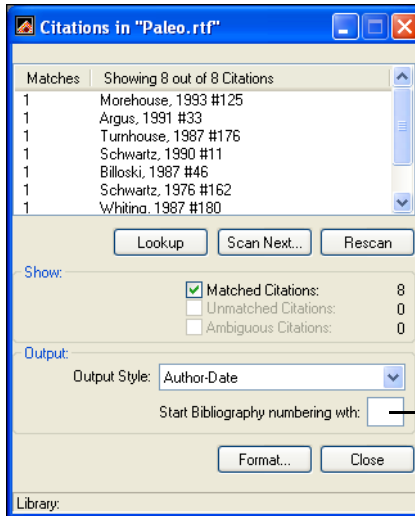 Citations in "Paleo.rtf"
Matches Showing 8 out of 8 Citations
1 Morehouse, 1993 #125
1 Argus, 1991 #33
1 Turnhouse, 1987 #176
1 Schwartz, 1990 #11
1 Billoski, 1987 #46
1 Schwartz, 1976 #162
1 Whiting, 1987 #180
Lookup Scan Next... Rescan
Show:
Matched Citations: 8
Unmatched Citations: 0
Ambiguous Citations: 0
Output:
Output Style: Author-Date
Start Bibliography numbering wth:
Format... Close
Library: